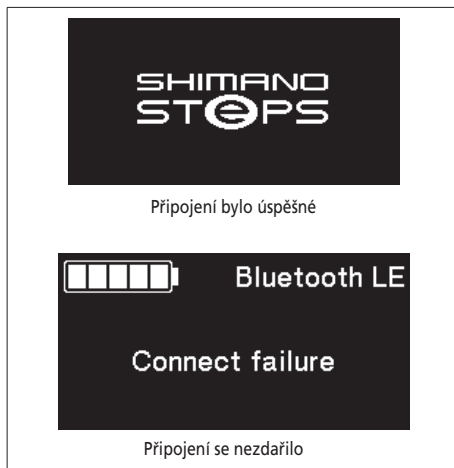 SHIMANO
STePS
Připojení bylo úspěšné
Bluetooth LE
Connect failure
Připojení se nezdařilo